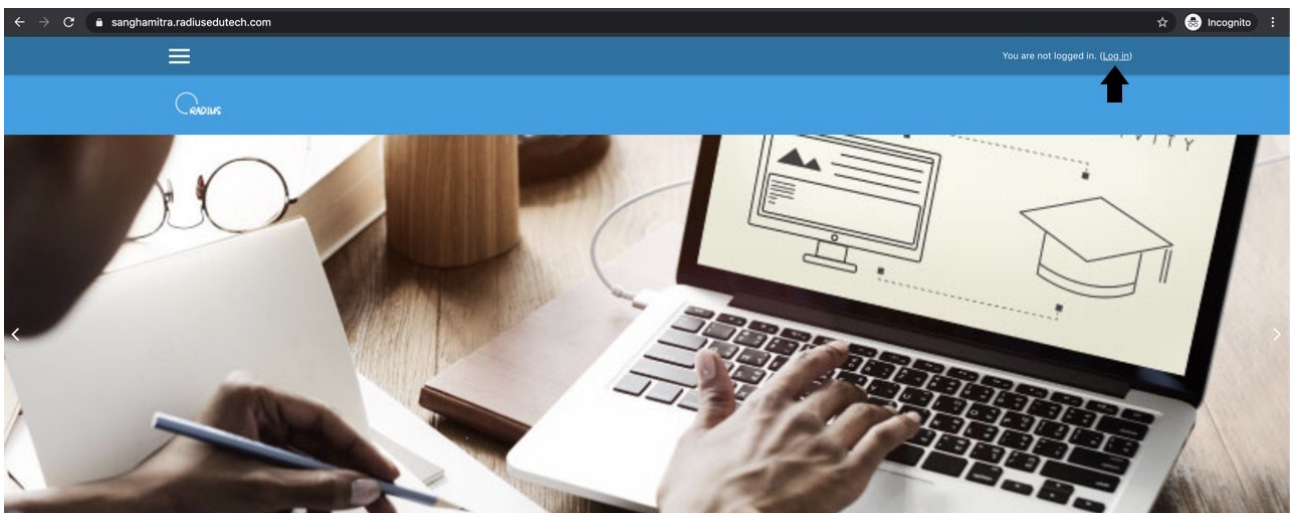 sanghamitra.radiusedutech.com
Incognito
You are not logged in. (Log in)
RADIUS